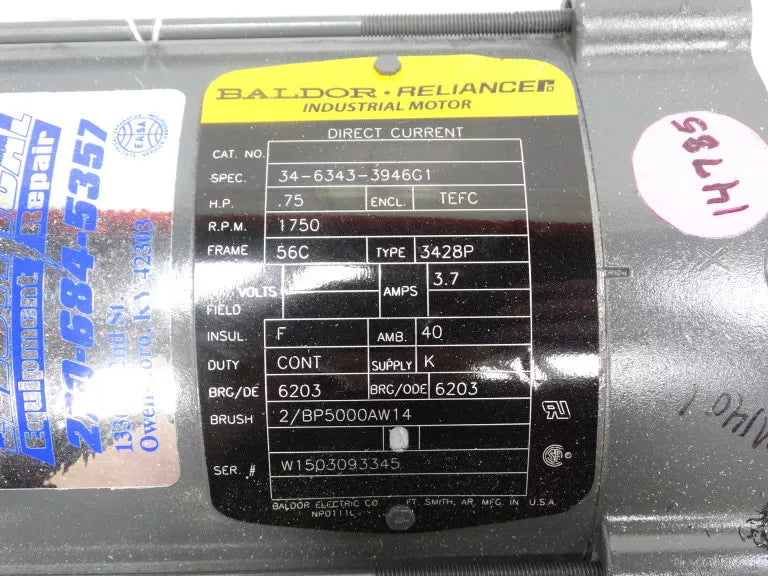 BALDOR • RELIANCER
INDUSTRIAL MOTOR
DIRECT CURRENT
CAT. NO.
SPEC. 34-6343-3946G1
H.P. .75 ENCL. TEFC
R.P.M. 1750
FRAME 56C TYPE 3428P
VOLTS AMPS 3.7
FIELD
INSUL. F AMB. 40
DUTY CONT SUPPLY K
BRG/DE 6203 BRG/ODE 6203
BRUSH 2/BP5000AW14
SER. # W1503093345
BALDOR ELECTRIC CO FT. SMITH, AR, MFG. IN U.S.A.
NP0111L
Equipment Repair
684-5357
Owensboro, KY 42303
EASA
14785